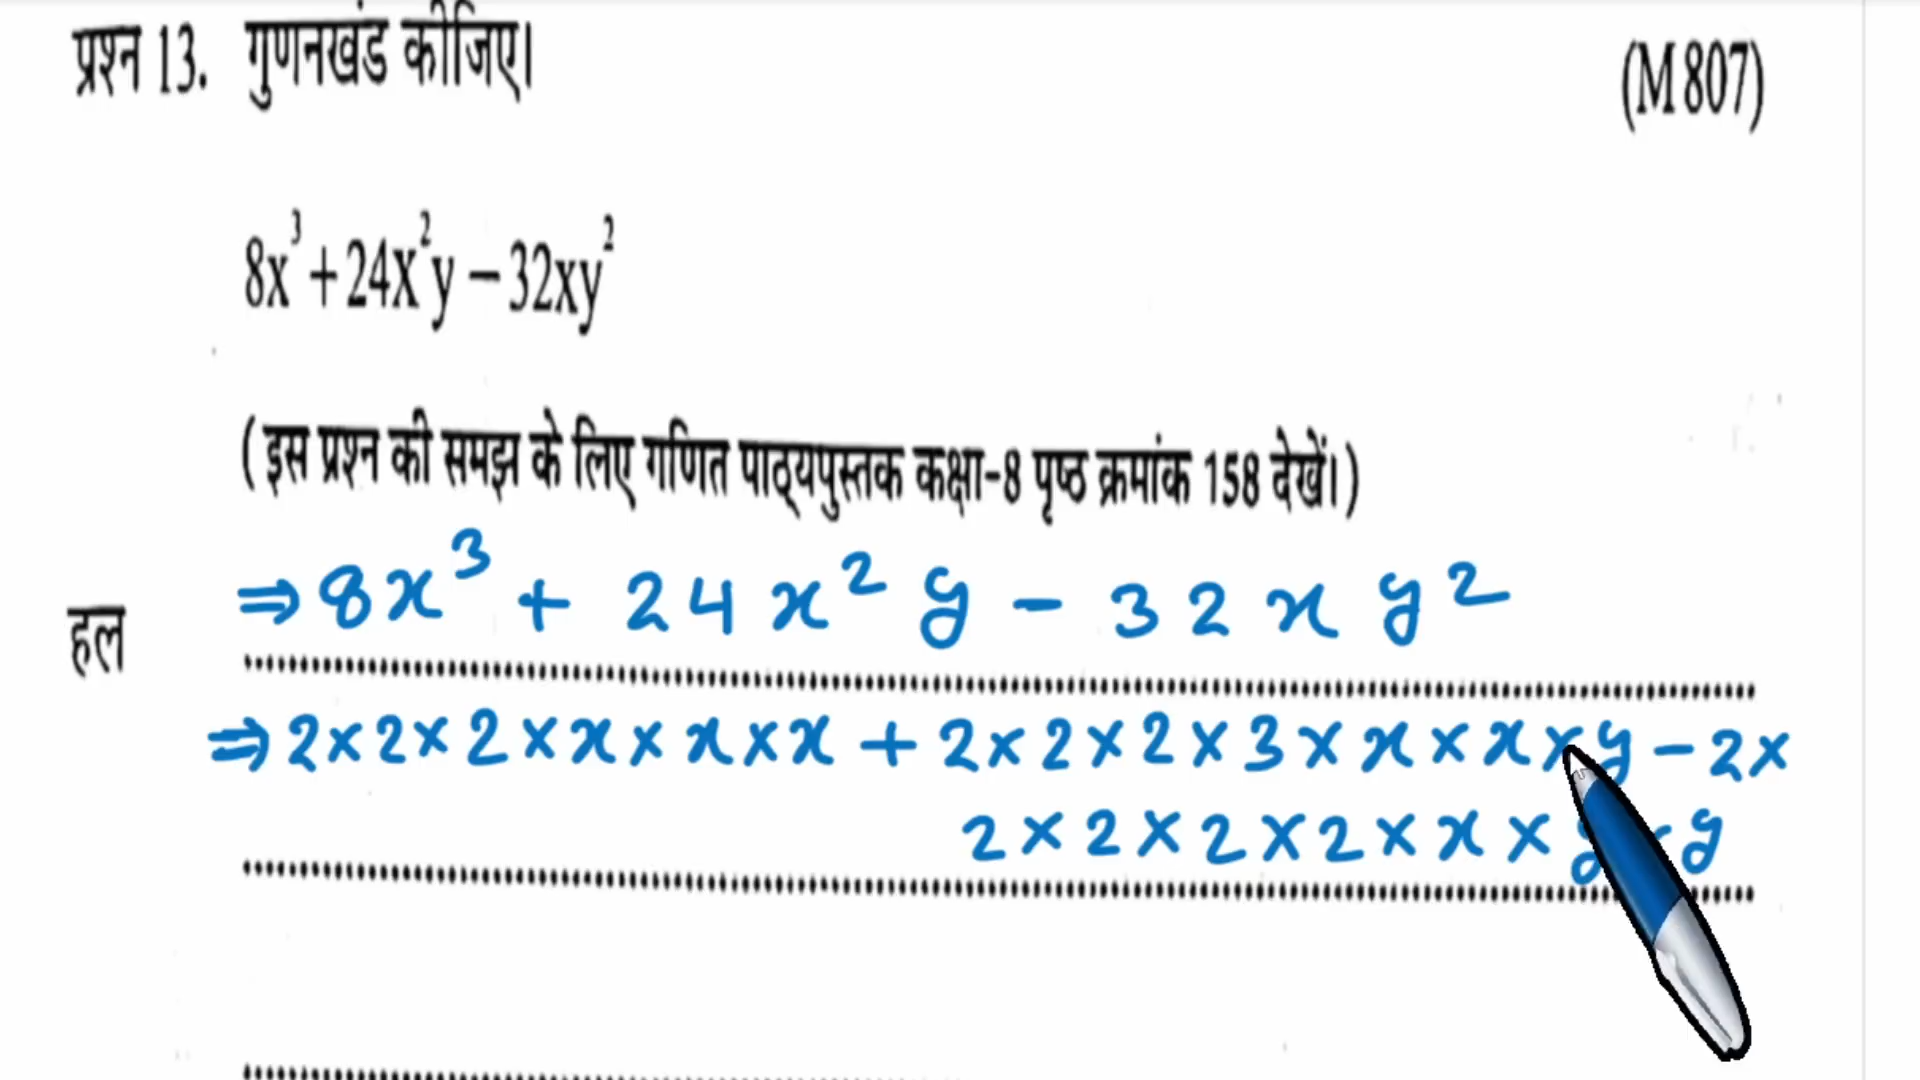 प्रश्न 13. गुणनखंड कीजिए। (M 807)
8x³ + 24x²y − 32xy²
( इस प्रश्न की समझ के लिए गणित पाठ्यपुस्तक कक्षा-8 पृष्ठ क्रमांक 158 देखें। )
हल ⇒ 8x³ + 24x²y − 32xy²
⇒ 2×2×2×x×x×x + 2×2×2×3×x×x×y − 2×
2×2×2×2×x×y×y